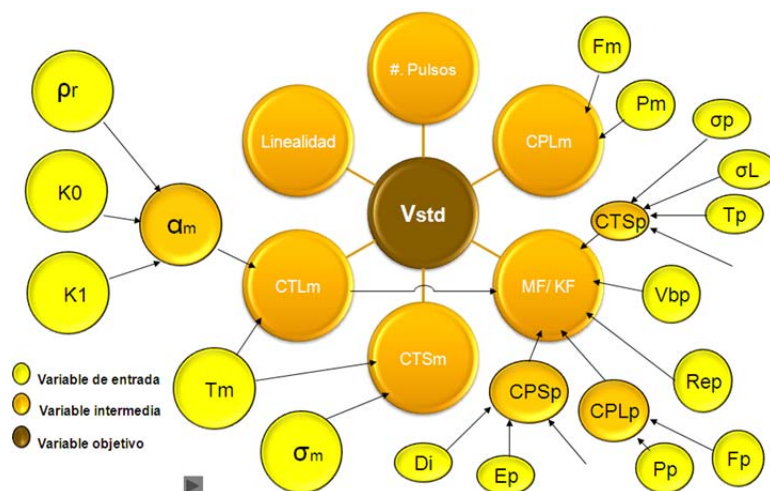 #. Pulsos
Fm
ρr
Linealidad
CPLm
Pm
σp
K0
αm
Vstd
CTSp
σL
Tp
K1
CTLm
MF/ KF
Vbp
CTSm
Tm
CPSp
CPLp
Rep
σm
Di
Ep
Pp
Fp
Variable de entrada
Variable intermedia
Variable objetivo